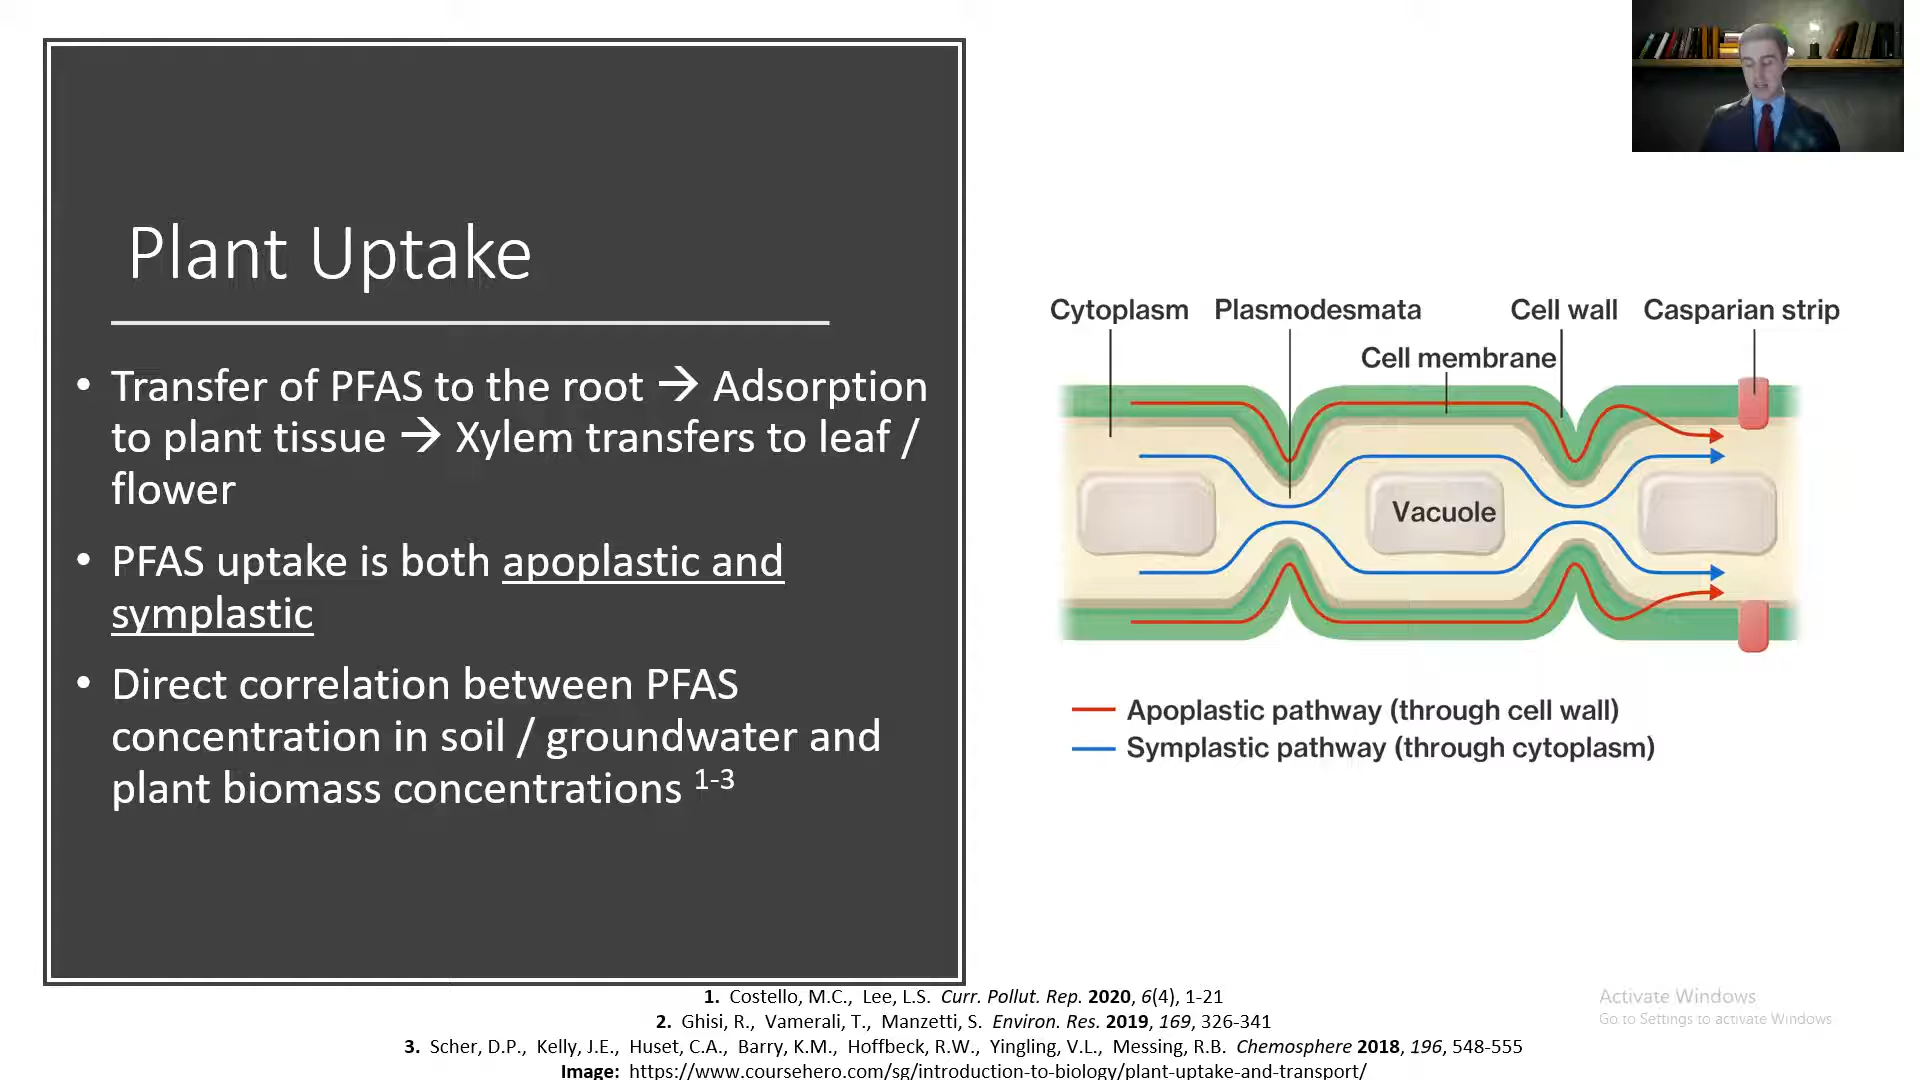 Plant Uptake
• Transfer of PFAS to the root → Adsorption
to plant tissue → Xylem transfers to leaf /
flower
• PFAS uptake is both apoplastic and
symplastic
• Direct correlation between PFAS
concentration in soil / groundwater and
plant biomass concentrations 1-3
Cytoplasm Plasmodesmata Cell wall Casparian strip
Cell membrane
Vacuole
Apoplastic pathway (through cell wall)
Symplastic pathway (through cytoplasm)
1. Costello, M.C., Lee, L.S. Curr. Pollut. Rep. 2020, 6(4), 1-21
2. Ghisi, R., Vamerali, T., Manzetti, S. Environ. Res. 2019, 169, 326-341
3. Scher, D.P., Kelly, J.E., Huset, C.A., Barry, K.M., Hoffbeck, R.W., Yingling, V.L., Messing, R.B. Chemosphere 2018, 196, 548-555
Image: https://www.coursehero.com/sg/introduction-to-biology/plant-uptake-and-transport/
Activate Windows
Go to Settings to activate Windows